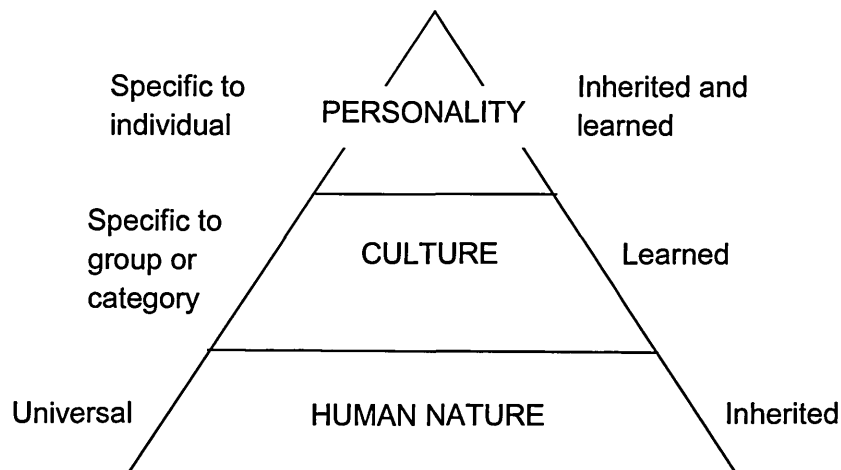 Specific to
individual
PERSONALITY
Inherited and
learned
Specific to
group or
category
CULTURE
Learned
Universal
HUMAN NATURE
Inherited